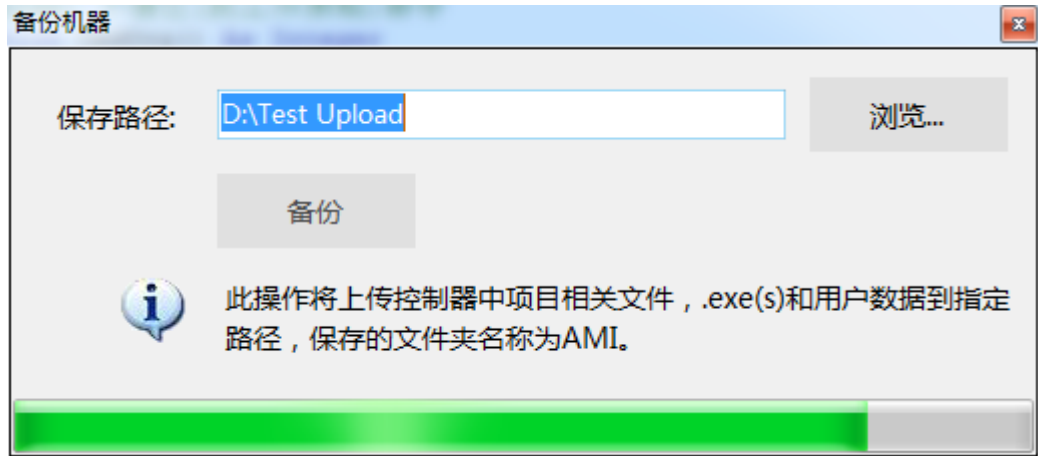 备份机器
保存路径: D:\Test Upload 浏览...
备份
此操作将上传控制器中项目相关文件，.exe(s)和用户数据到指定
路径，保存的文件夹名称为AMI。